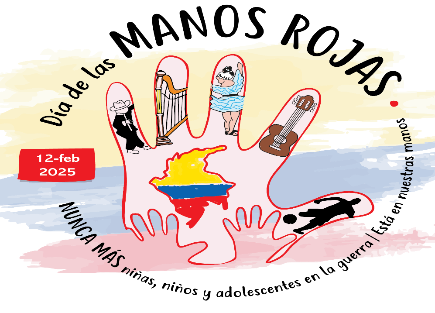 Día de las MANOS ROJAS.
12-feb
2025
NUNCA MÁS niñas, niños y adolescentes en la guerra | Está en nuestras manos